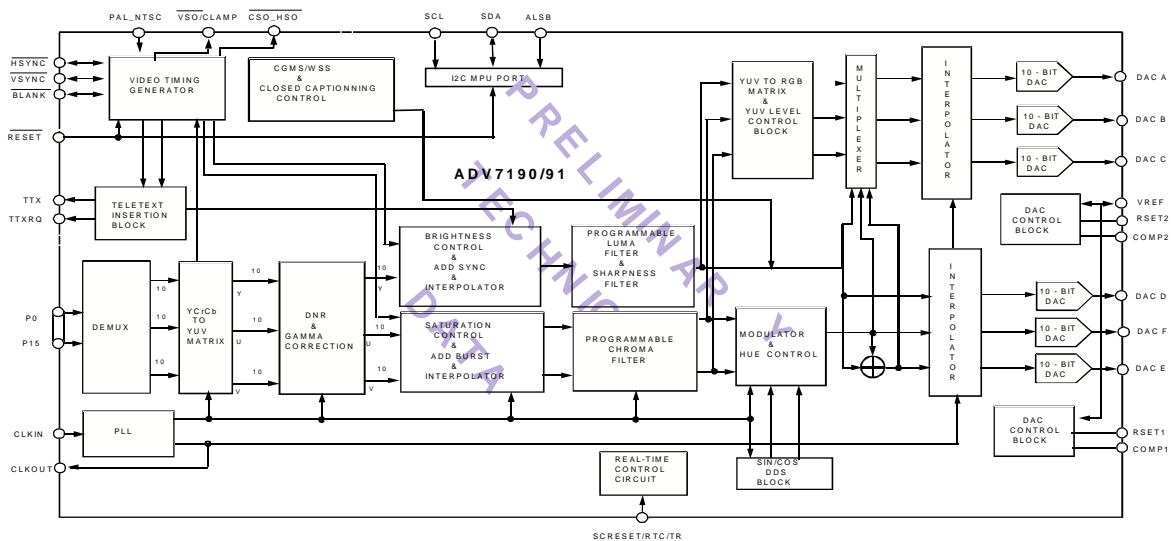 PAL_NTSC
VSO/CLAMP
CSO_HSO
SCL
SDA
ALSB
HSYNC
VSYNC
BLANK
RESET
VIDEO TIMING
GENERATOR
CGMS/WSS
&
CLOSED CAPTIONNING
CONTROL
I2C MPU PORT
YUV TO RGB
MATRIX
&
YUV LEVEL
CONTROL
BLOCK
MULTIPLEXER
INTERPOLATOR
10 - BIT
DAC
DAC A
10 - BIT
DAC
DAC B
10 - BIT
DAC
DAC C
ADV7190/91
PRELIMINARY
TECHNIC
DATA
TTX
TTXRQ
TELETEXT
INSERTION
BLOCK
DAC
CONTROL
BLOCK
VREF
RSET2
COMP2
P0
P15
DEMUX
10
10
10
YCrCb
TO
YUV
MATRIX
10
Y
10
U
10
V
DNR
&
GAMMA
CORRECTION
10
Y
10
U
10
V
BRIGHTNESS
CONTROL
&
ADD SYNC
&
INTERPOLATOR
SATURATION
CONTROL
&
ADD BURST
&
INTERPOLATOR
PROGRAMMABLE
LUMA
FILTER
&
SHARPNESS
FILTER
PROGRAMMABLE
CHROMA
FILTER
MODULATOR
&
HUE CONTROL
INTERPOLATOR
10 - BIT
DAC
DAC D
10 - BIT
DAC
DAC F
10 - BIT
DAC
DAC E
CLKIN
CLKOUT
PLL
REAL-TIME
CONTROL
CIRCUIT
SIN/COS
DDS
BLOCK
DAC
CONTROL
BLOCK
RSET1
COMP1
SCRESET/RTC/TR